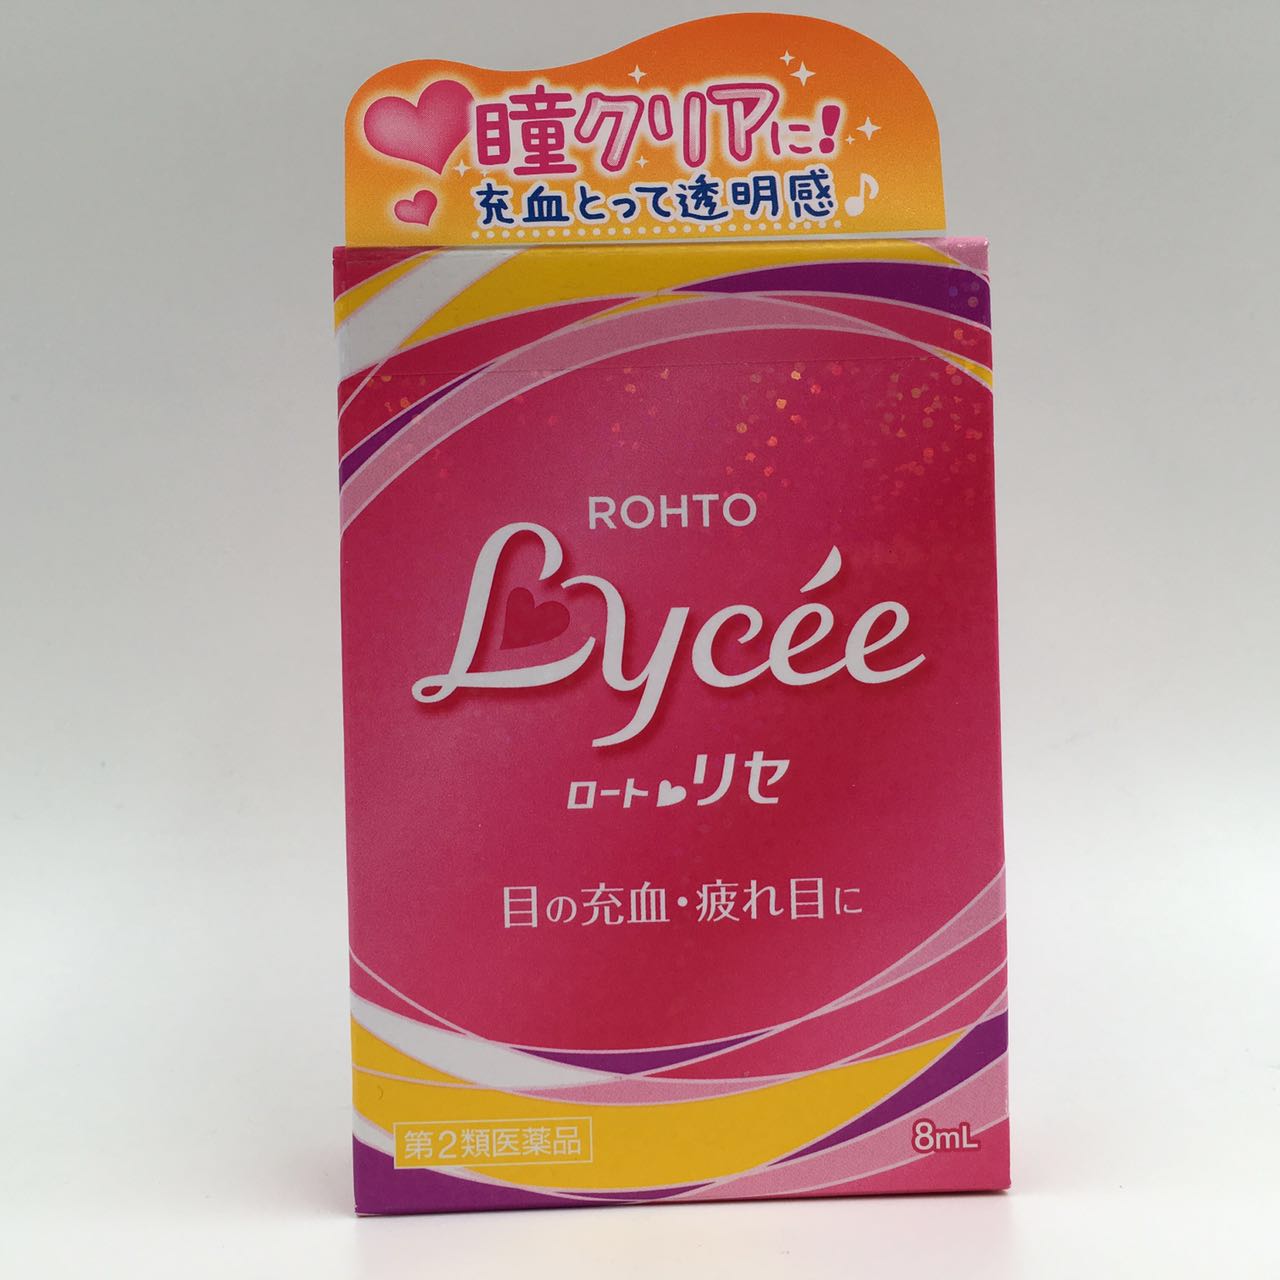 瞳クリアに!
充血とって透明感♪
ROHTO
Lycée
ロートリセ
目の充血・疲れ目に
第2類医薬品
8mL